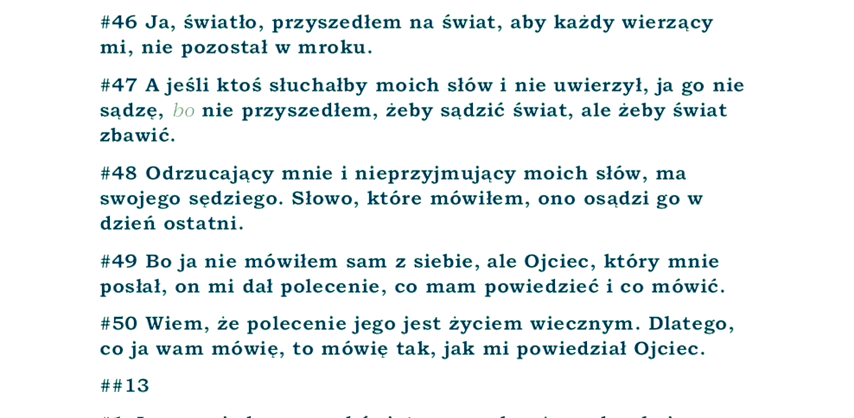 #46 Ja, światło, przyszedłem na świat, aby każdy wierzący
mi, nie pozostał w mroku.
#47 A jeśli ktoś słuchałby moich słów i nie uwierzył, ja go nie
sądzę, bo nie przyszedłem, żeby sądzić świat, ale żeby świat
zbawić.
#48 Odrzucający mnie i nieprzyjmujący moich słów, ma
swojego sędziego. Słowo, które mówiłem, ono osądzi go w
dzień ostatni.
#49 Bo ja nie mówiłem sam z siebie, ale Ojciec, który mnie
posłał, on mi dał polecenie, co mam powiedzieć i co mówić.
#50 Wiem, że polecenie jego jest życiem wiecznym. Dlatego,
co ja wam mówię, to mówię tak, jak mi powiedział Ojciec.
##13